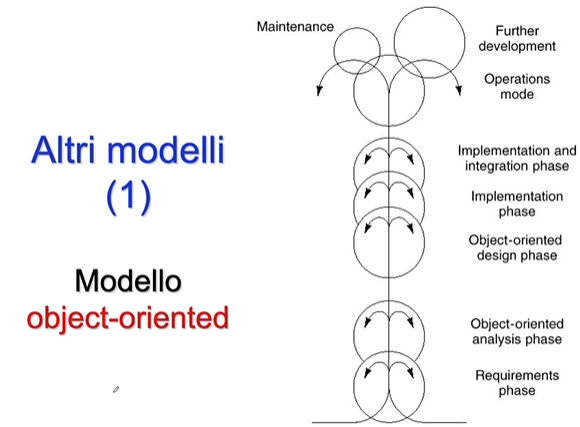 Altri modelli
(1)
Modello
object-oriented
Maintenance
Further
development
Operations
mode
Implementation and
integration phase
Implementation
phase
Object-oriented
design phase
Object-oriented
analysis phase
Requirements
phase